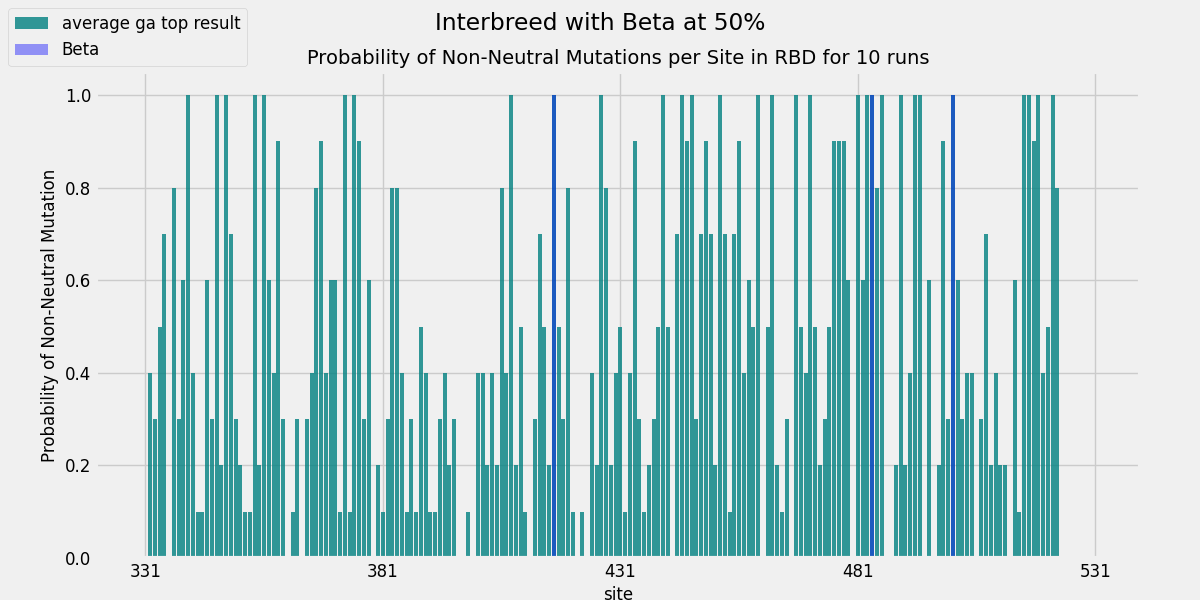 Interbreed with Beta at 50%
average ga top result
Beta
Probability of Non-Neutral Mutations per Site in RBD for 10 runs
Probability of Non-Neutral Mutation
1.0
0.8
0.6
0.4
0.2
0.0
331
381
431
481
531
site